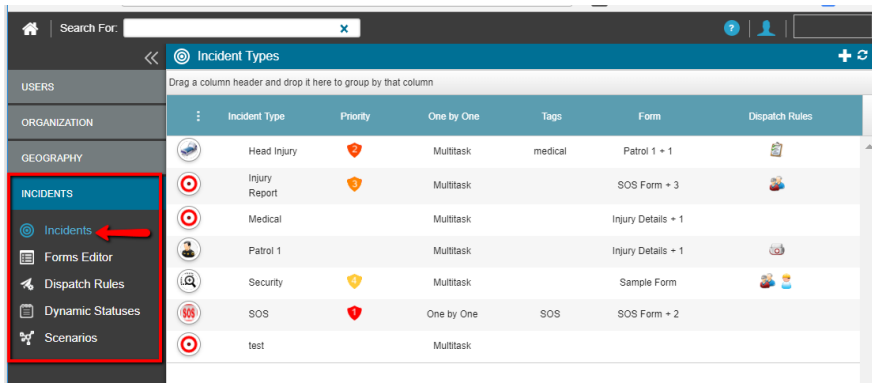 Search For:
Incident Types
Drag a column header and drop it here to group by that column
USERS
ORGANIZATION
GEOGRAPHY
INCIDENTS
Incidents
Forms Editor
Dispatch Rules
Dynamic Statuses
Scenarios
Incident Type Priority One by One Tags Form Dispatch Rules
Head Injury 2 Multitask medical Patrol 1 + 1
Injury
Report 3 Multitask SOS Form + 3
Medical Multitask Injury Details + 1
Patrol 1 Multitask Injury Details + 1
Security 4 Multitask Sample Form
SOS SOS 1 One by One SOS SOS Form + 2
test Multitask